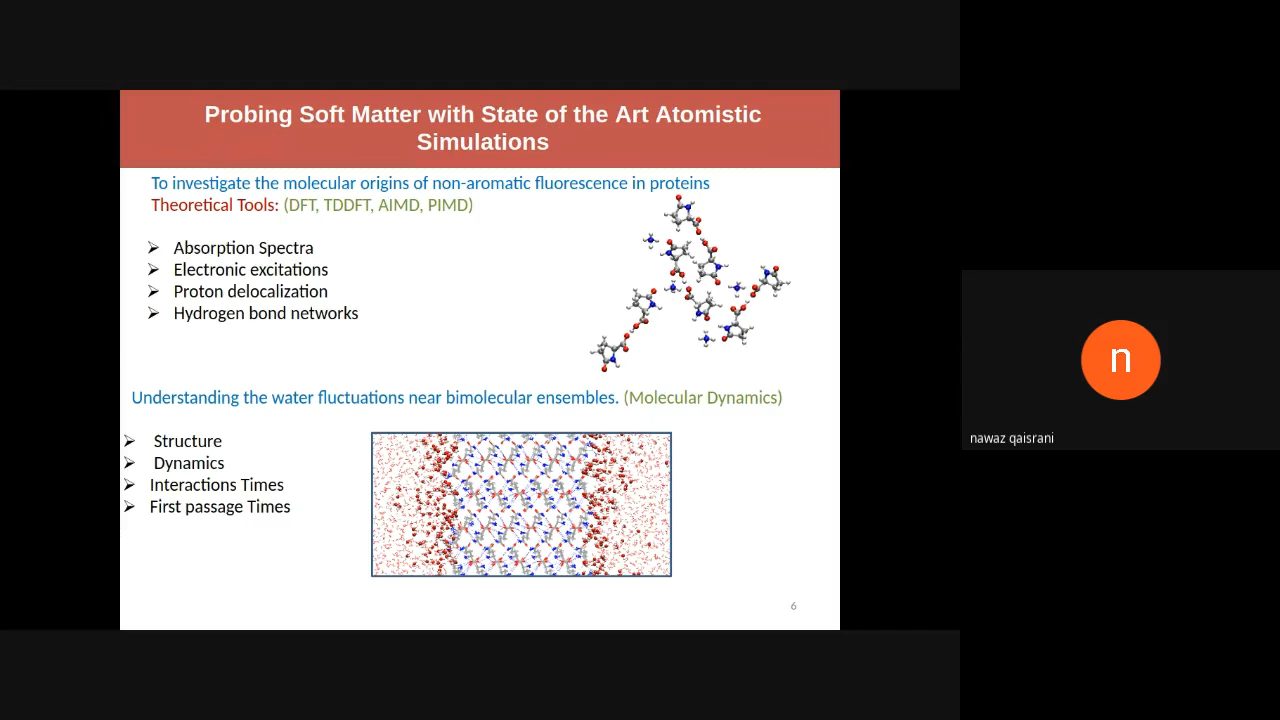 Probing Soft Matter with State of the Art Atomistic
Simulations
To investigate the molecular origins of non-aromatic fluorescence in proteins
Theoretical Tools: (DFT, TDDFT, AIMD, PIMD)
➢ Absorption Spectra
➢ Electronic excitations
➢ Proton delocalization
➢ Hydrogen bond networks
Understanding the water fluctuations near bimolecular ensembles. (Molecular Dynamics)
➢ Structure
➢ Dynamics
➢ Interactions Times
➢ First passage Times
6
n
nawaz qaisrani